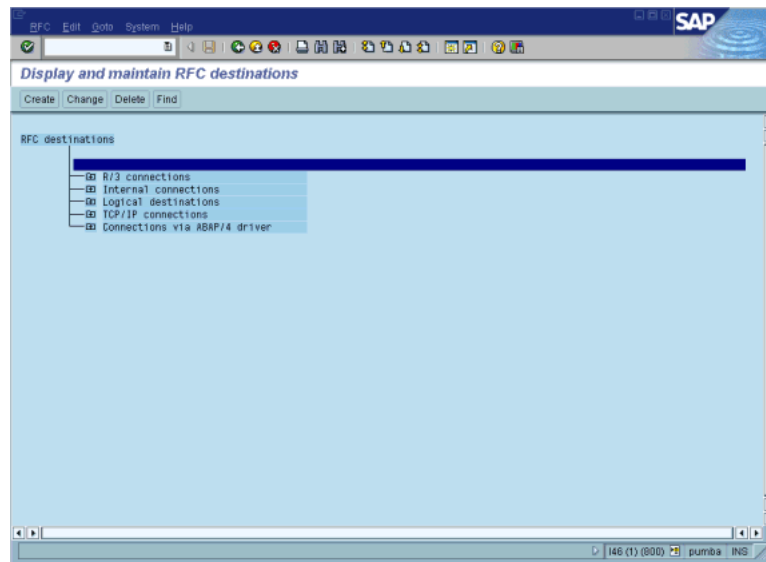 RFC Edit Goto System Help
SAP
Display and maintain RFC destinations
Create Change Delete Find
RFC destinations
R/3 connections
Internal connections
Logical destinations
TCP/IP connections
Connections via ABAP/4 driver
I46 (1) (800) pumba INS